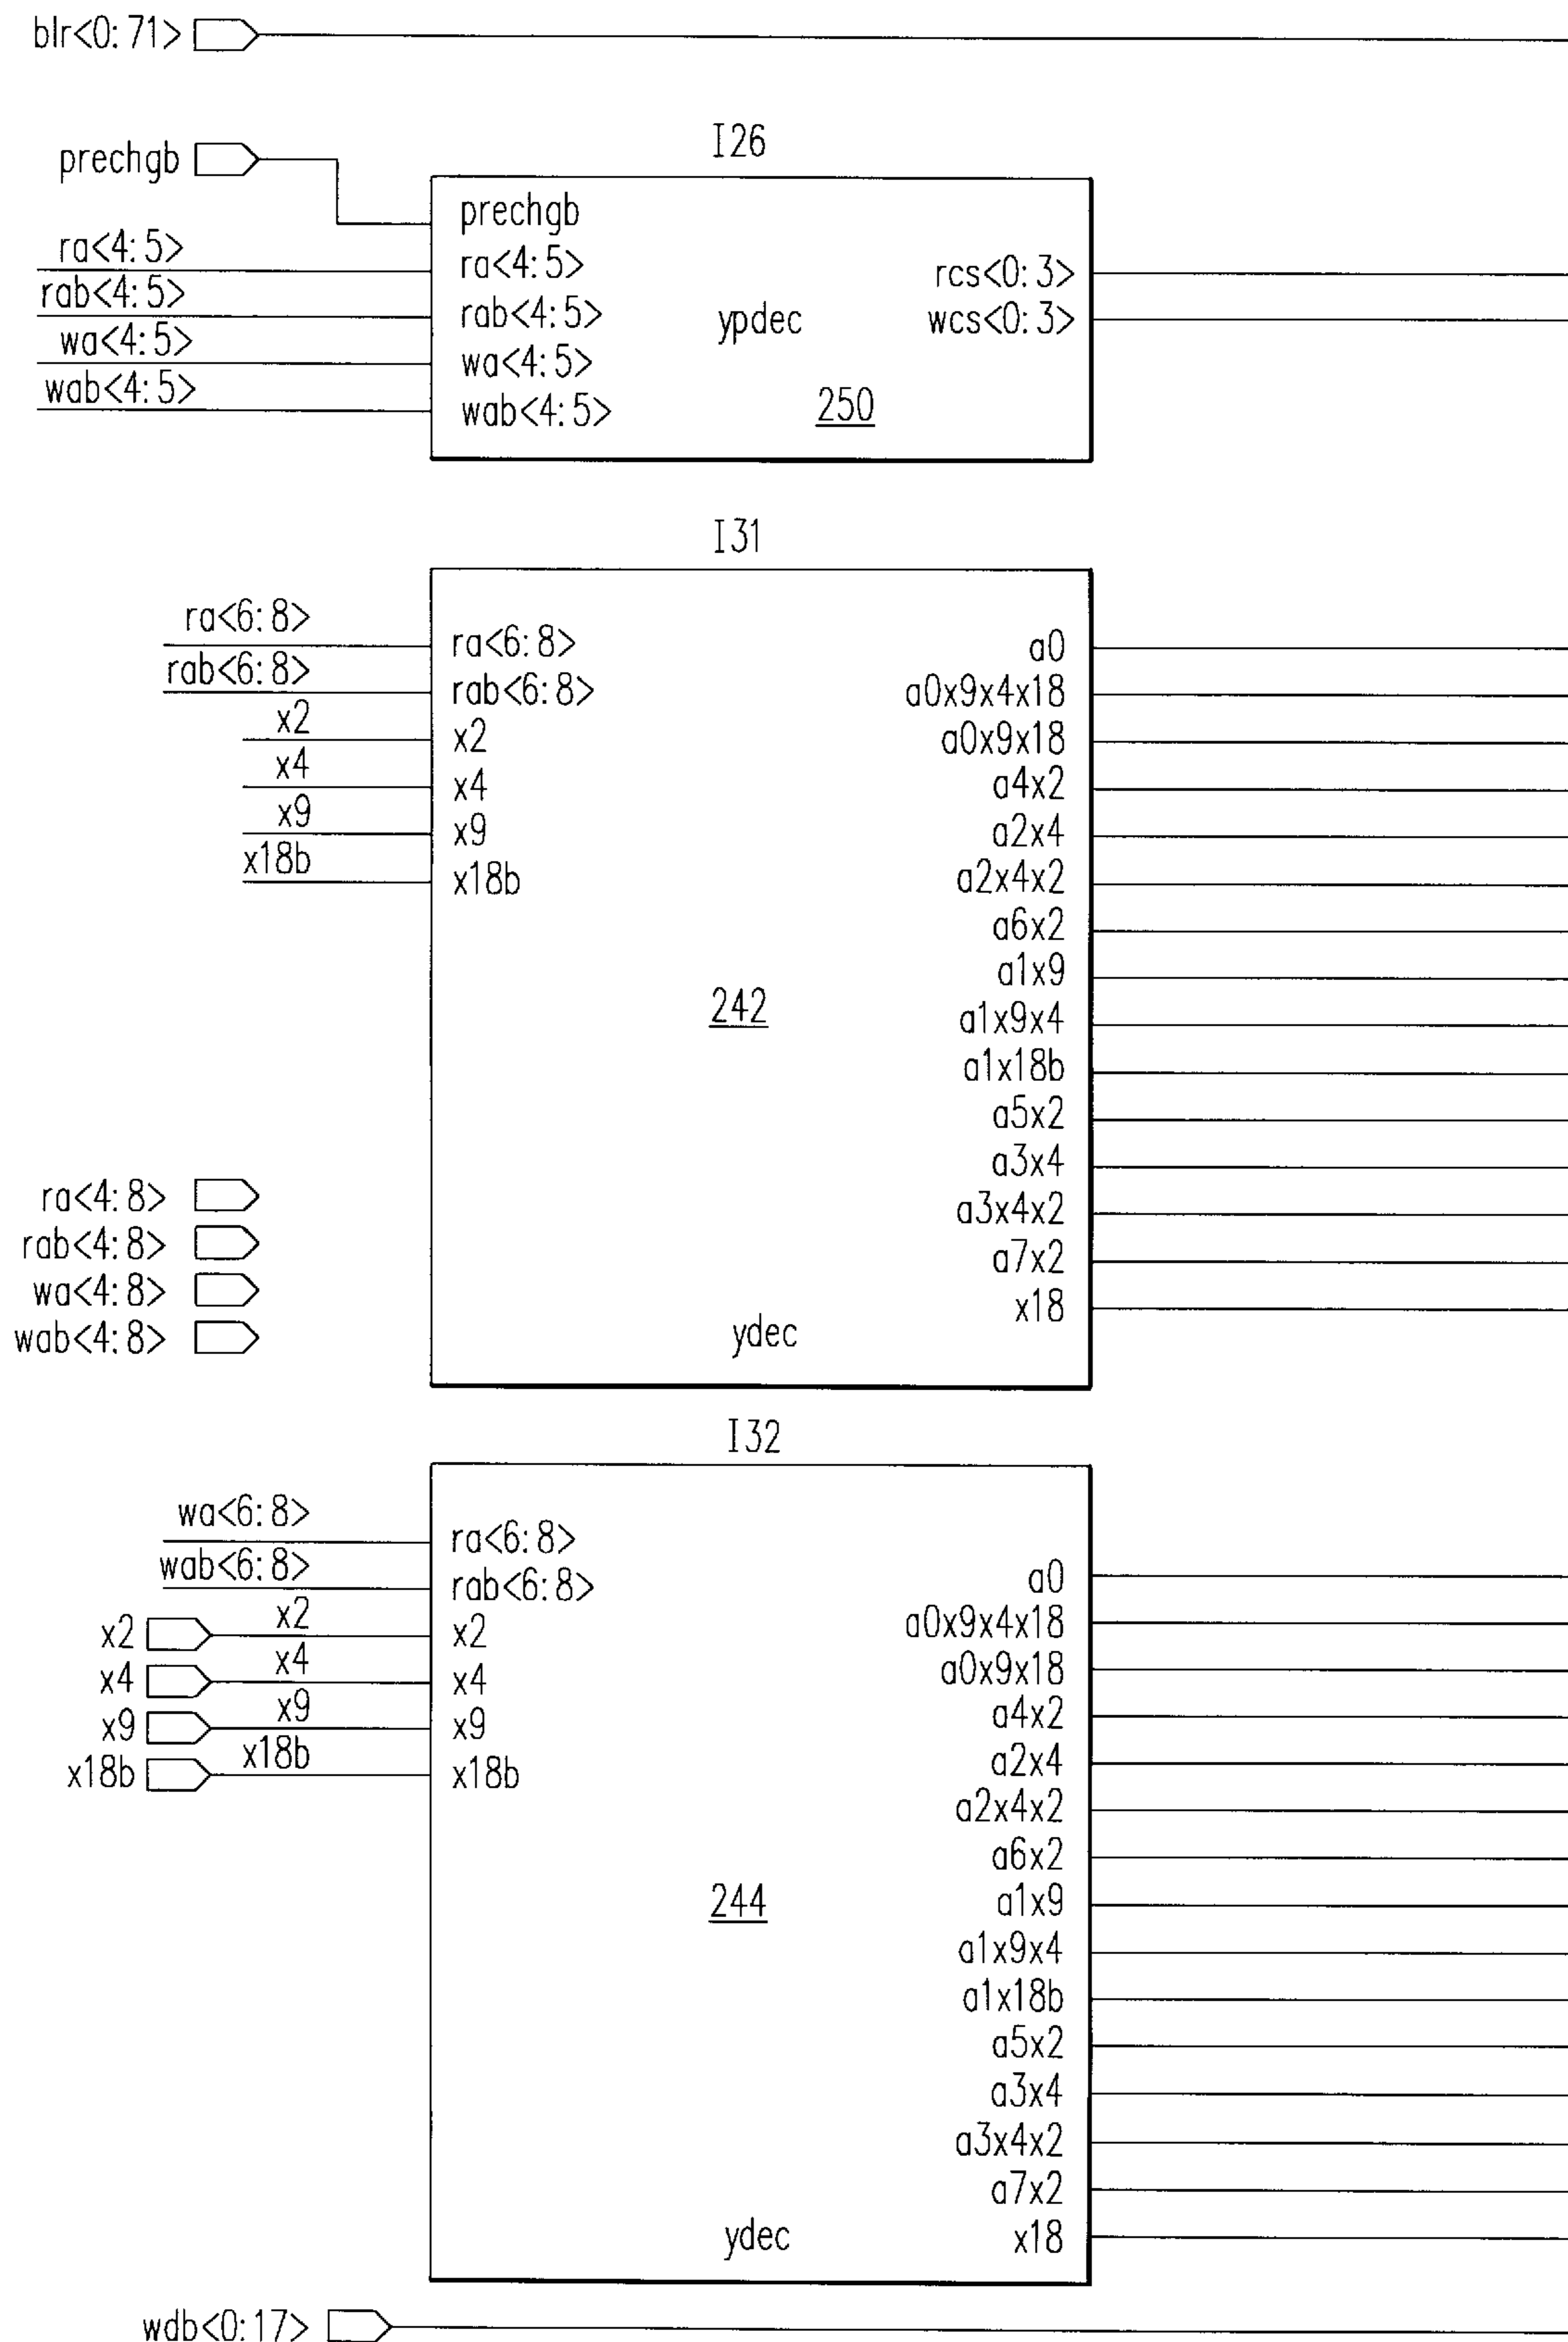 blr<0:71>
I26
prechgb
prechgb
ra<4:5>
ra<4:5>
rcs<0:3>
rab<4:5>
rab<4:5>
ypdec
wcs<0:3>
wa<4:5>
wa<4:5>
wab<4:5>
wab<4:5>
250
I31
ra<6:8>
ra<6:8>
a0
rab<6:8>
rab<6:8>
a0x9x4x18
x2
x2
a0x9x18
x4
x4
a4x2
x9
x9
a2x4
x18b
x18b
a2x4x2
a6x2
a1x9
242
a1x9x4
a1x18b
a5x2
a3x4
ra<4:8>
a3x4x2
rab<4:8>
a7x2
wa<4:8>
x18
wab<4:8>
ydec
I32
wa<6:8>
ra<6:8>
wab<6:8>
rab<6:8>
a0
x2
x2
x2
a0x9x4x18
x4
x4
x4
a0x9x18
x9
x9
x9
a4x2
x18b
x18b
x18b
a2x4
a2x4x2
a6x2
244
a1x9
a1x9x4
a1x18b
a5x2
a3x4
a3x4x2
a7x2
ydec
x18
wdb<0:17>